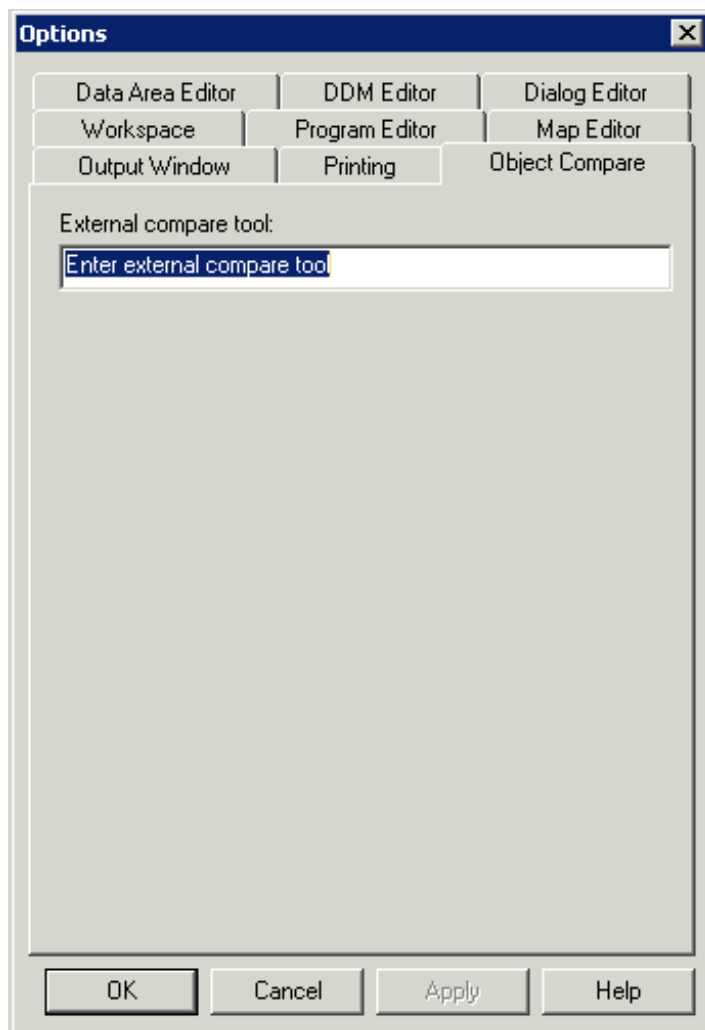 Options
Data Area Editor DDM Editor Dialog Editor
Workspace Program Editor Map Editor
Output Window Printing Object Compare
External compare tool:
Enter external compare tool
OK Cancel Apply Help